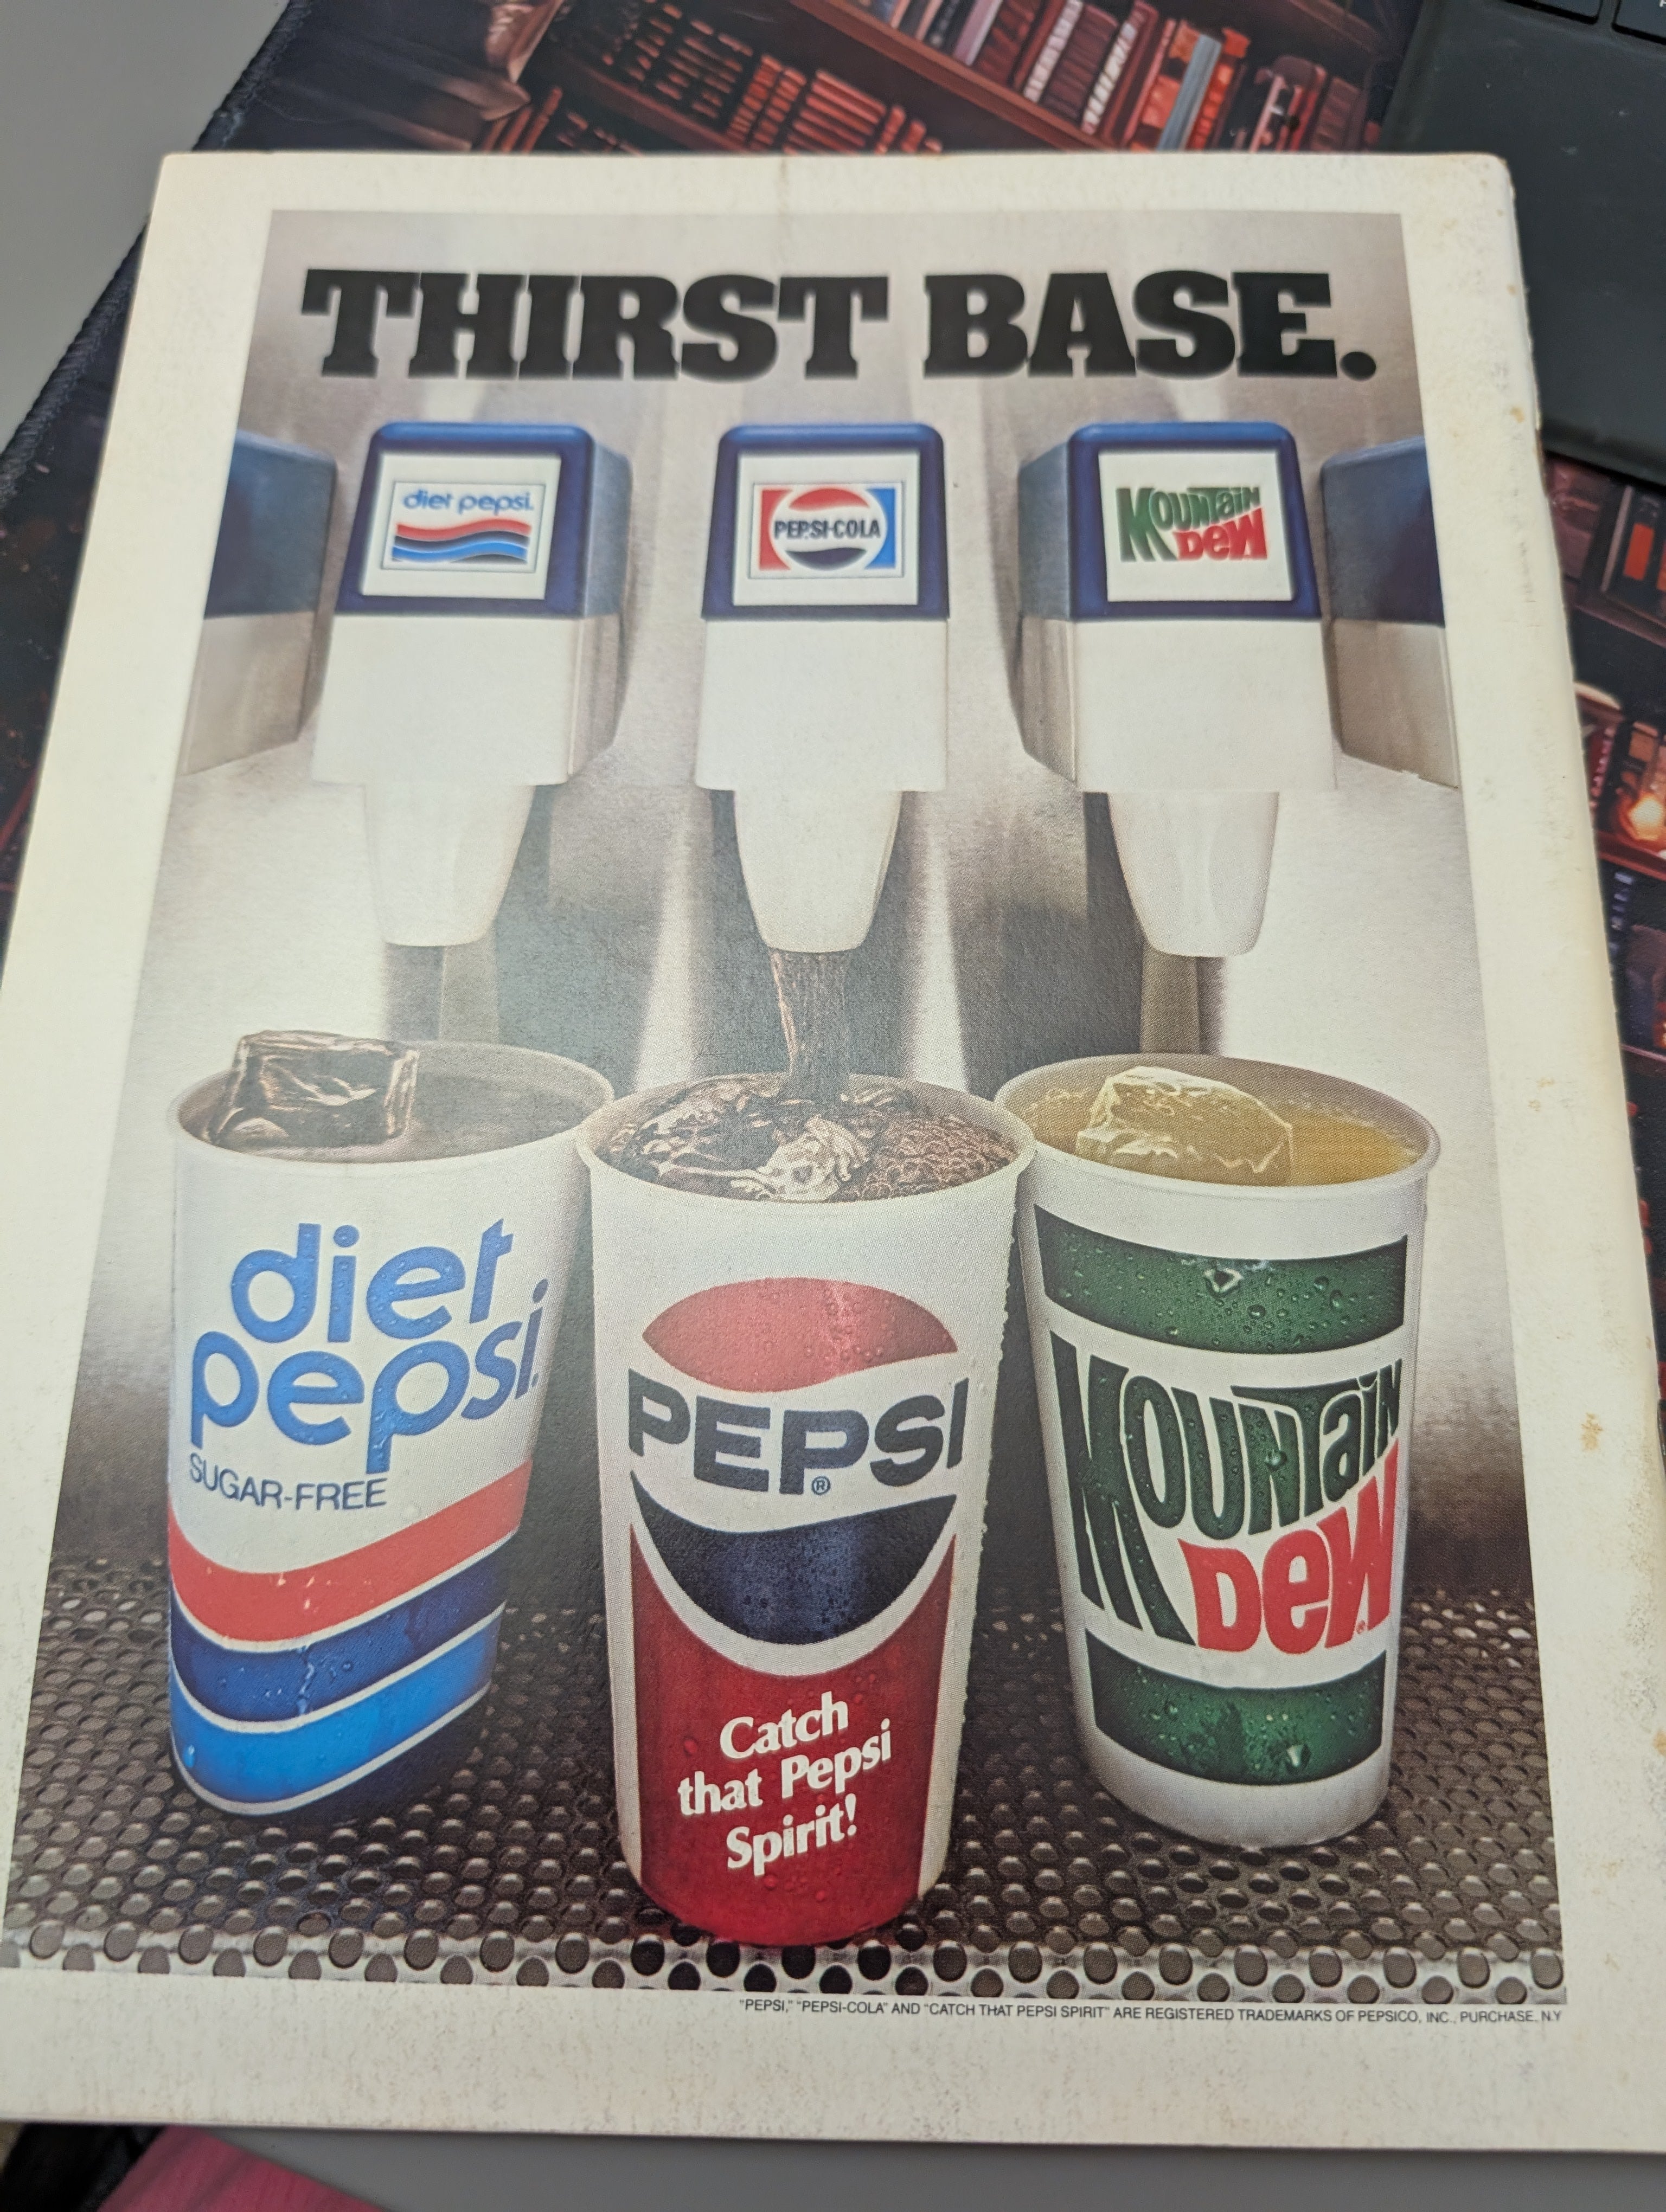 THIRST BASE.
diet pepsi.
PEPSI-COLA
MOUNTain
Dew
diet
pepsi.
SUGAR-FREE
PEPSI
®
Catch
that Pepsi
Spirit!
MOUNTain
Dew
®
"PEPSI," "PEPSI-COLA" AND "CATCH THAT PEPSI SPIRIT" ARE REGISTERED TRADEMARKS OF PEPSICO, INC., PURCHASE, N.Y